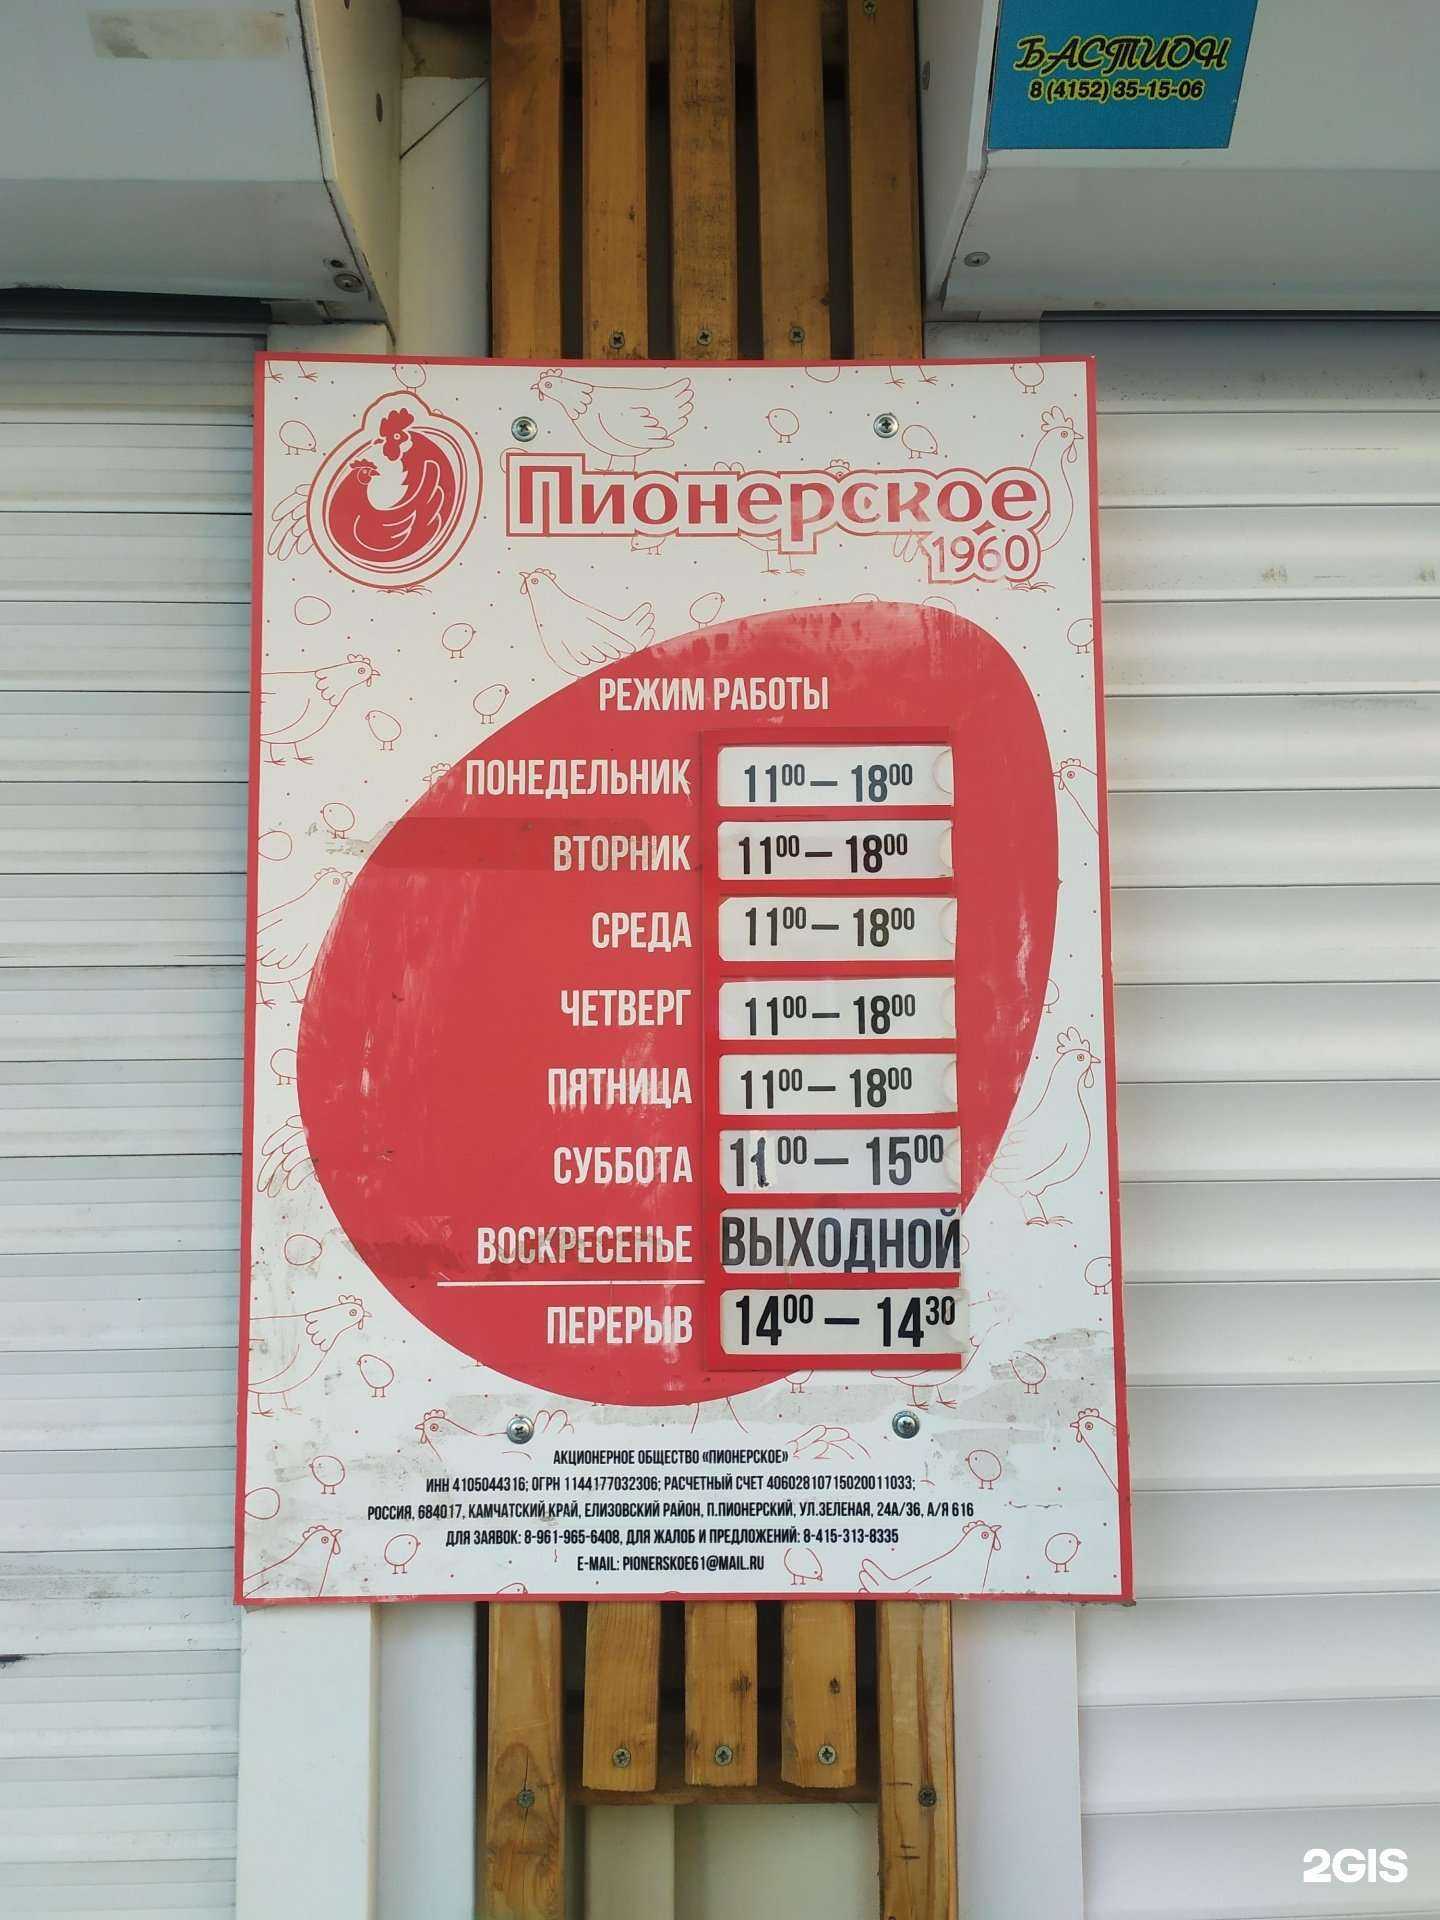 БАСТИОН
8 (4152) 35-15-06
Пионерское
1960
РЕЖИМ РАБОТЫ
ПОНЕДЕЛЬНИК 11⁰⁰ — 18⁰⁰
ВТОРНИК 11⁰⁰ — 18⁰⁰
СРЕДА 11⁰⁰ — 18⁰⁰
ЧЕТВЕРГ 11⁰⁰ — 18⁰⁰
ПЯТНИЦА 11⁰⁰ — 18⁰⁰
СУББОТА 11⁰⁰ — 15⁰⁰
ВОСКРЕСЕНЬЕ ВЫХОДНОЙ
ПЕРЕРЫВ 14⁰⁰ — 14³⁰
АКЦИОНЕРНОЕ ОБЩЕСТВО «ПИОНЕРСКОЕ»
ИНН 4105044316; ОГРН 1144177032306; РАСЧЕТНЫЙ СЧЕТ 40602810715020011033;
РОССИЯ, 684017, КАМЧАТСКИЙ КРАЙ, ЕЛИЗОВСКИЙ РАЙОН, П.ПИОНЕРСКИЙ, УЛ.ЗЕЛЕНАЯ, 24А/36, А/Я 616
ДЛЯ ЗАЯВОК: 8-961-965-6408, ДЛЯ ЖАЛОБ И ПРЕДЛОЖЕНИЙ: 8-415-313-8335
E-MAIL: PIONERSKOE61@MAIL.RU
2GIS